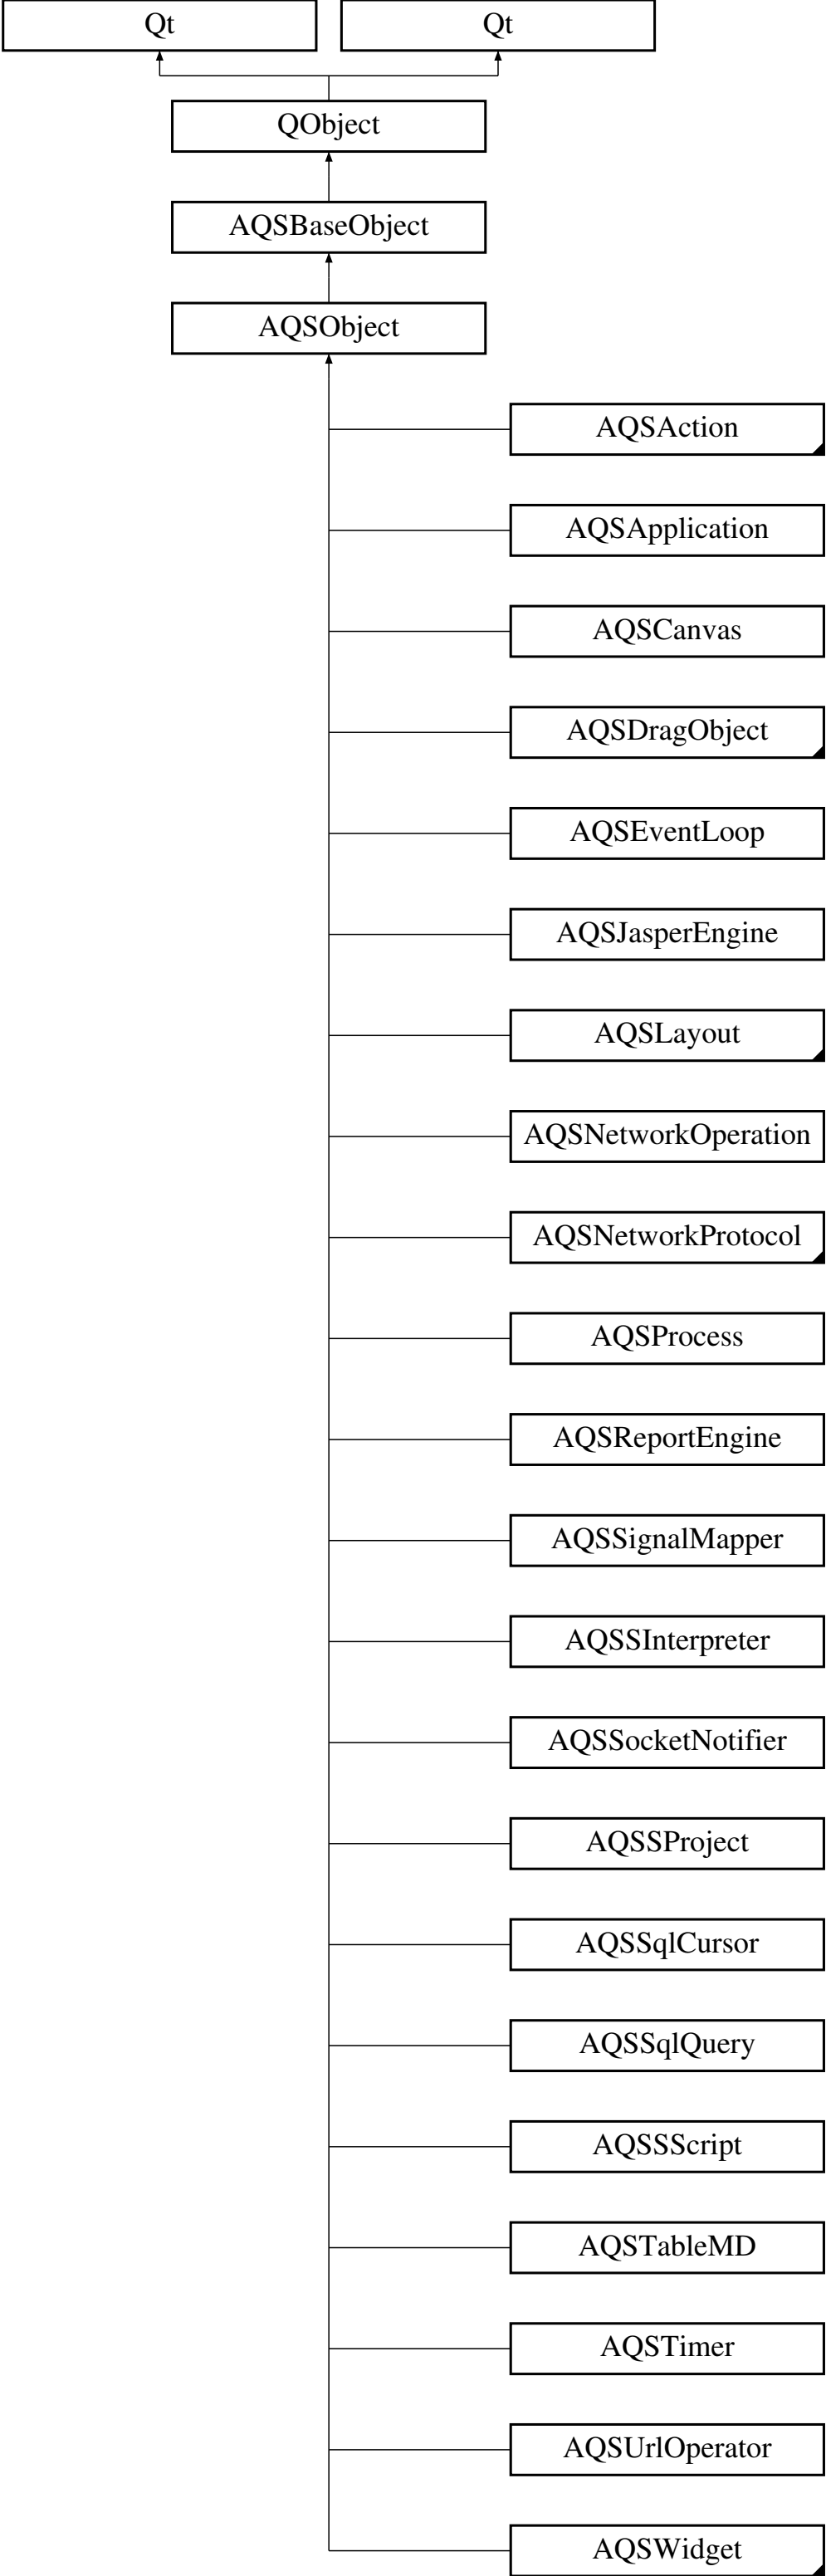 Qt
Qt
QObject
AQSBaseObject
AQSObject
AQSAction
AQSApplication
AQSCanvas
AQSDragObject
AQSEventLoop
AQSJasperEngine
AQSLayout
AQSNetworkOperation
AQSNetworkProtocol
AQSProcess
AQSReportEngine
AQSSignalMapper
AQSSInterpreter
AQSSocketNotifier
AQSSProject
AQSSqlCursor
AQSSqlQuery
AQSSScript
AQSTableMD
AQSTimer
AQSUrlOperator
AQSWidget